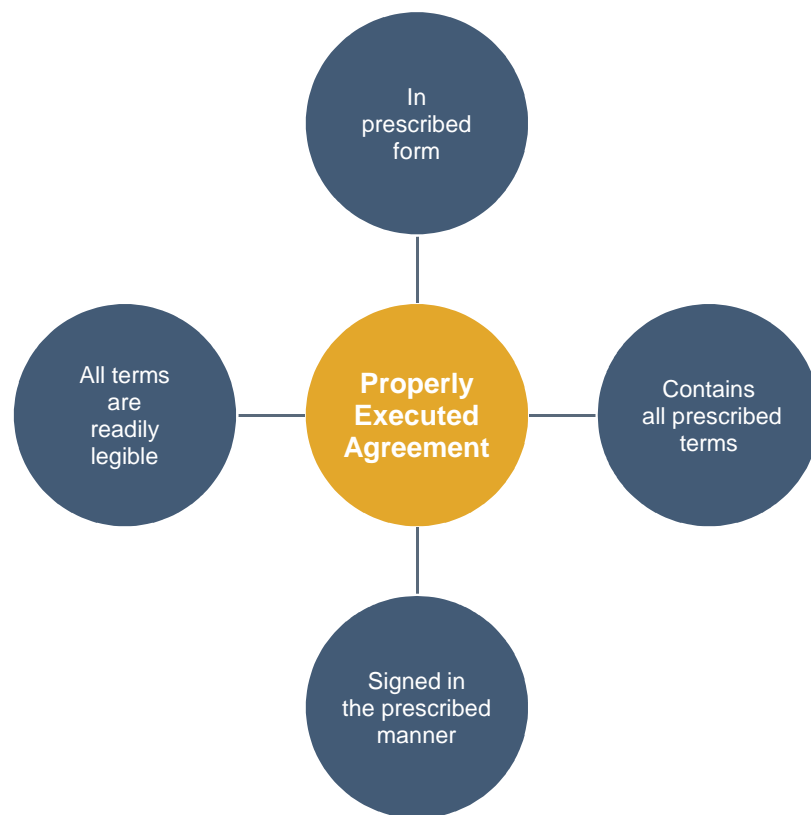 In
prescribed
form
All terms
are
readily
legible
Properly
Executed
Agreement
Contains
all prescribed
terms
Signed in
the prescribed
manner